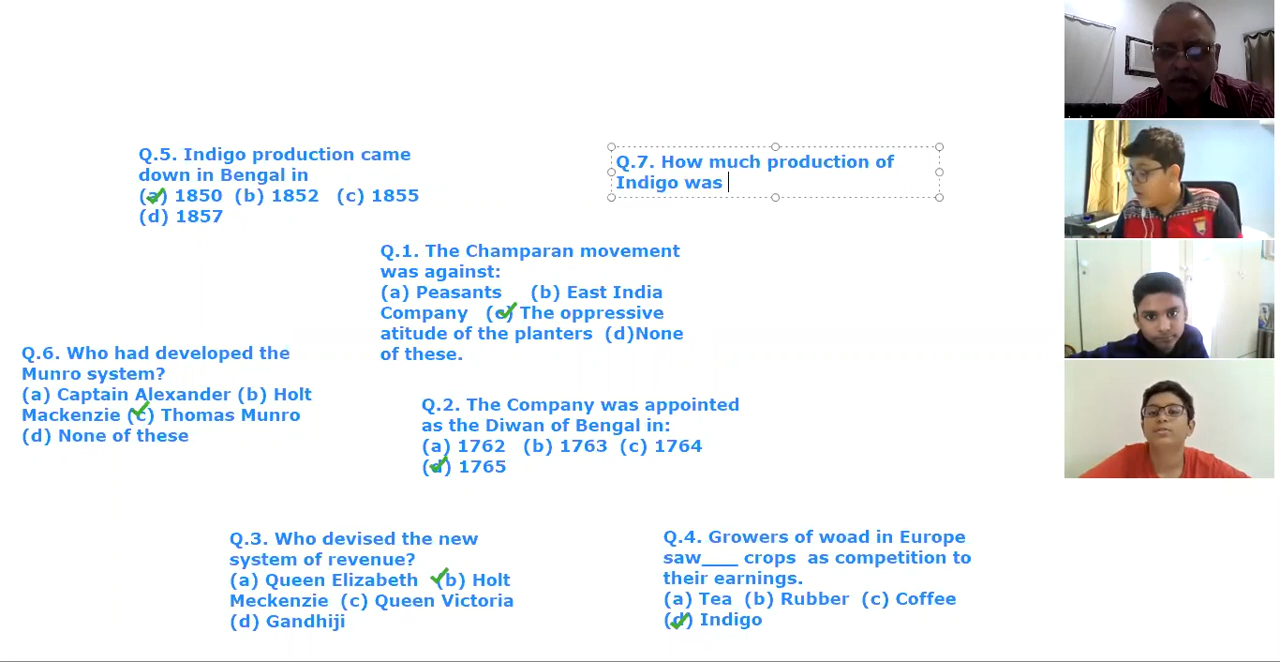 Q.5. Indigo production came
down in Bengal in
(a) 1850 (b) 1852 (c) 1855
(d) 1857
Q.7. How much production of
Indigo was
Q.1. The Champaran movement
was against:
(a) Peasants (b) East India
Company (c) The oppressive
atitude of the planters (d)None
of these.
Q.6. Who had developed the
Munro system?
(a) Captain Alexander (b) Holt
Mackenzie (c) Thomas Munro
(d) None of these
Q.2. The Company was appointed
as the Diwan of Bengal in:
(a) 1762 (b) 1763 (c) 1764
(d) 1765
Q.3. Who devised the new
system of revenue?
(a) Queen Elizabeth (b) Holt
Meckenzie (c) Queen Victoria
(d) Gandhiji
Q.4. Growers of woad in Europe
saw___ crops as competition to
their earnings.
(a) Tea (b) Rubber (c) Coffee
(d) Indigo